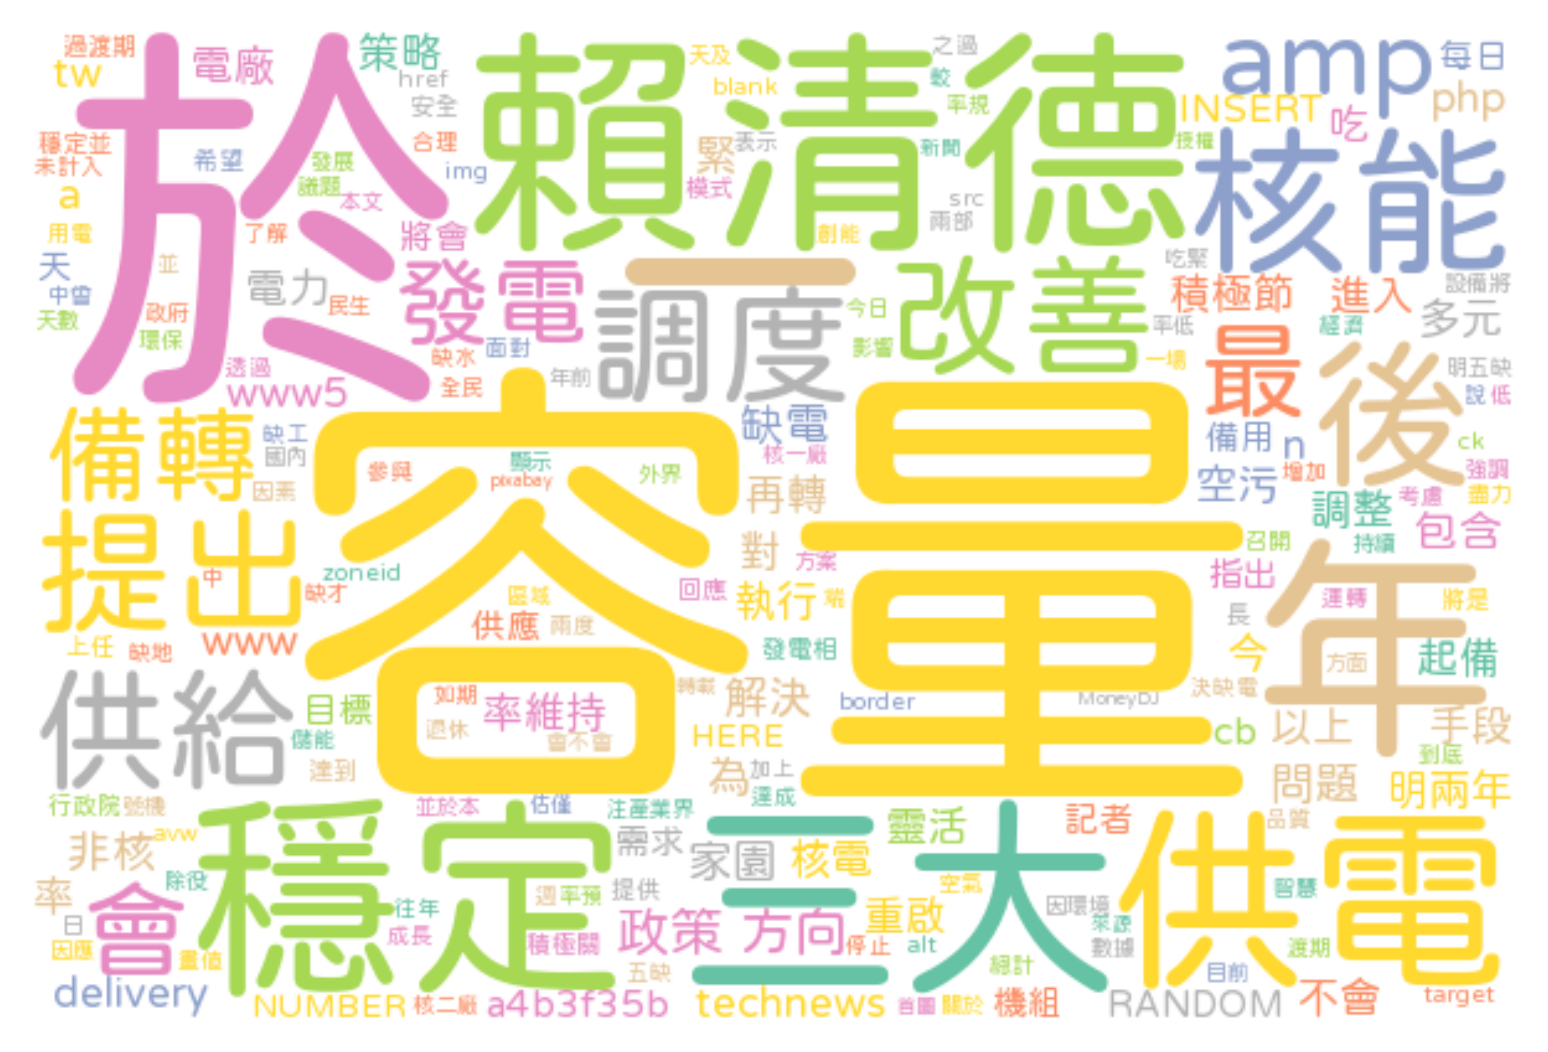 過渡期 電廠 策略 天及 之過 amp 每日
tw href blank 較 php
於 賴清德
安全 率規 INSERT 吃
穩定並 合理 緊 表示 新聞 授權
未計入 希望 發展 img 模式 核能
a 議題 本文 src
用電 了解 將會 創能 兩部
天 並 電力 發電 一 吃緊
中曾 政府 民生 調度 今日 改善 積極節 進入 設備將
天數 環保 影響 率低 經濟 多元
透過 缺水 面對 一場 最 後 明五缺
www5 全民 年前 說 低
備轉 缺工 容量 缺電 備用 n ck
國內 參與 顯示 外界 核一廠 空污 增加 強調
因素 pixabay 再轉 調整 考慮 盡力
提出 對 方案 召開 持續 包含
中 zoneid 回應 指出 年
缺才 區域 執行 端 運轉 將是
上任 缺地 www 供應 兩度 發電相 長 今 方面 起備
供給 如期 率維持 轉載 解決 border MoneyDJ 決缺電
目標 退休 會不會 HERE cb 以上 手段
儲能 到底
達到 為 加上 問題 明兩年
行政院 號機 並於本 估僅 注產業界 達成 靈活 記者 品質
非核 avw 穩定 需求 家園 三 核電 大 供電
率 除役 週 率預 提供 空氣 智慧
會 往年 政策 方向 重啟 因環境
日 成長 積極關 停止 alt 數據 渡期
因應 五缺 總計 目前
delivery NUMBER 核二廠 a4b3f35b technews 首圖 關於 機組 RANDOM 不會 target